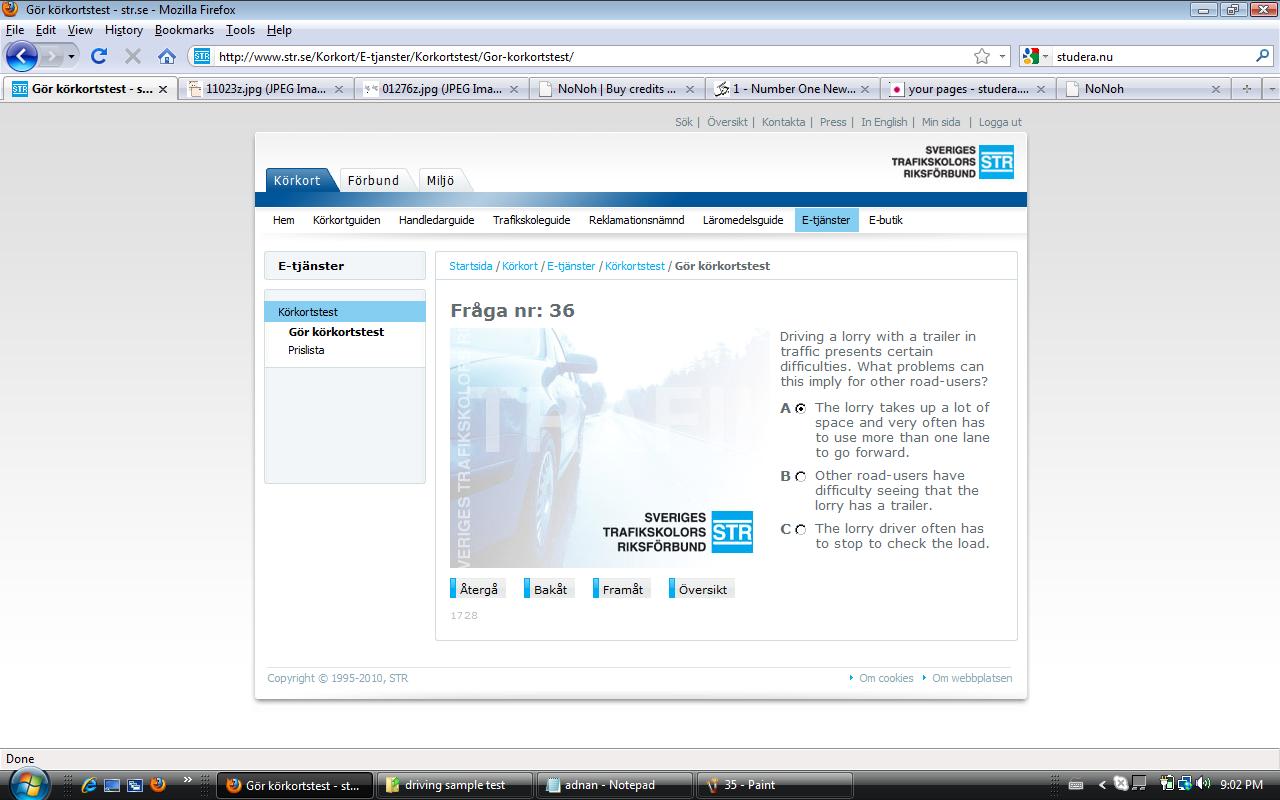 Gör körkortstest - str.se - Mozilla Firefox
File Edit View History Bookmarks Tools Help
STR http://www.str.se/Korkort/E-tjanster/Korkortstest/Gor-korkortstest/ studera.nu
STR Gör körkortstest - s... 11023z.jpg (JPEG Ima... 01276z.jpg (JPEG Ima... NoNoh | Buy credits ... 1 - Number One New... your pages - studera.... NoNoh
Sök | Översikt | Kontakta | Press | In English | Min sida | Logga ut
SVERIGES
TRAFIKSKOLORS STR
RIKSFÖRBUND
Körkort Förbund Miljö
Hem Körkortguiden Handledarguide Trafikskoleguide Reklamationsnämnd Läromedelsguide E-tjänster E-butik
E-tjänster
Körkortstest
Gör körkortstest
Prislista
Startsida / Körkort / E-tjänster / Körkortstest / Gör körkortstest
Fråga nr: 36
SVERIGES TRAFIKSKOLORS R
TRAFI
SVERIGES
TRAFIKSKOLORS STR
RIKSFÖRBUND
Driving a lorry with a trailer in
traffic presents certain
difficulties. What problems can
this imply for other road-users?
A The lorry takes up a lot of
space and very often has
to use more than one lane
to go forward.
B Other road-users have
difficulty seeing that the
lorry has a trailer.
C The lorry driver often has
to stop to check the load.
Återgå Bakåt Framåt Översikt
1728
Copyright © 1995-2010, STR Om cookies Om webbplatsen
Done
Gör körkortstest - st... driving sample test adnan - Notepad 35 - Paint 9:02 PM